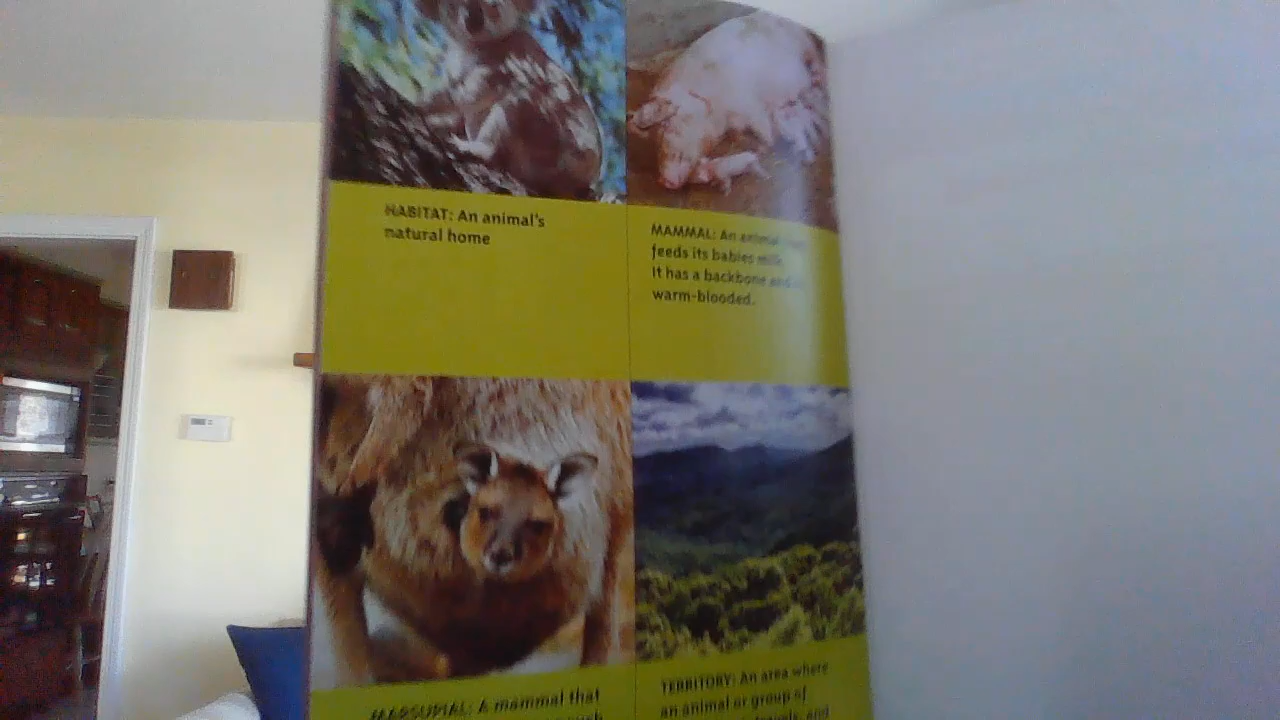 HABITAT: An animal's
natural home
MAMMAL: An animal
feeds its babies milk
It has a backbone and
warm-blooded.
MARSUPIAL: A mammal that
TERRITORY: An area where
an animal or group of